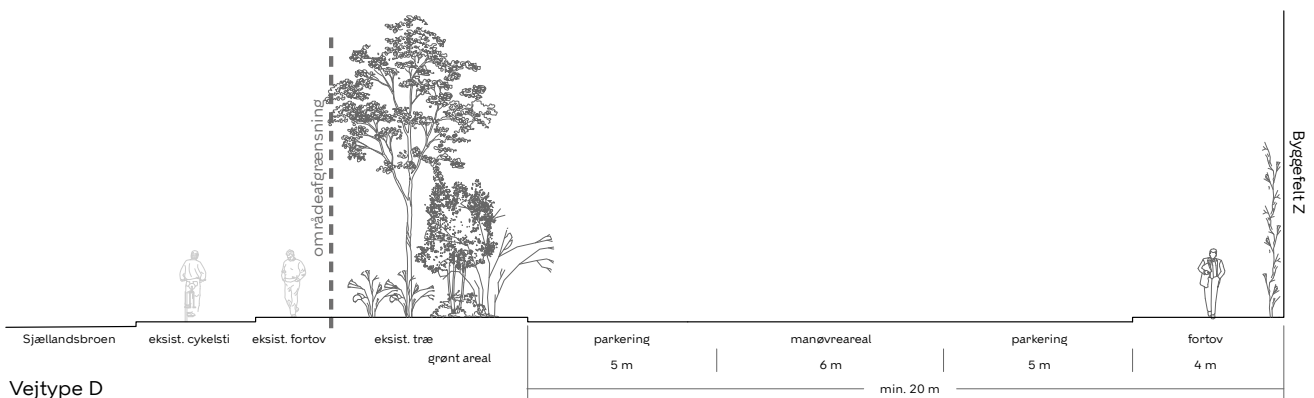 områdeafgrænsning
Byggefelt Z
Sjællandsbroen
eksist. cykelsti
eksist. fortov
eksist. træ
grønt areal
parkering
manøvreareal
parkering
fortov
5 m
6 m
5 m
4 m
min. 20 m
Vejtype D